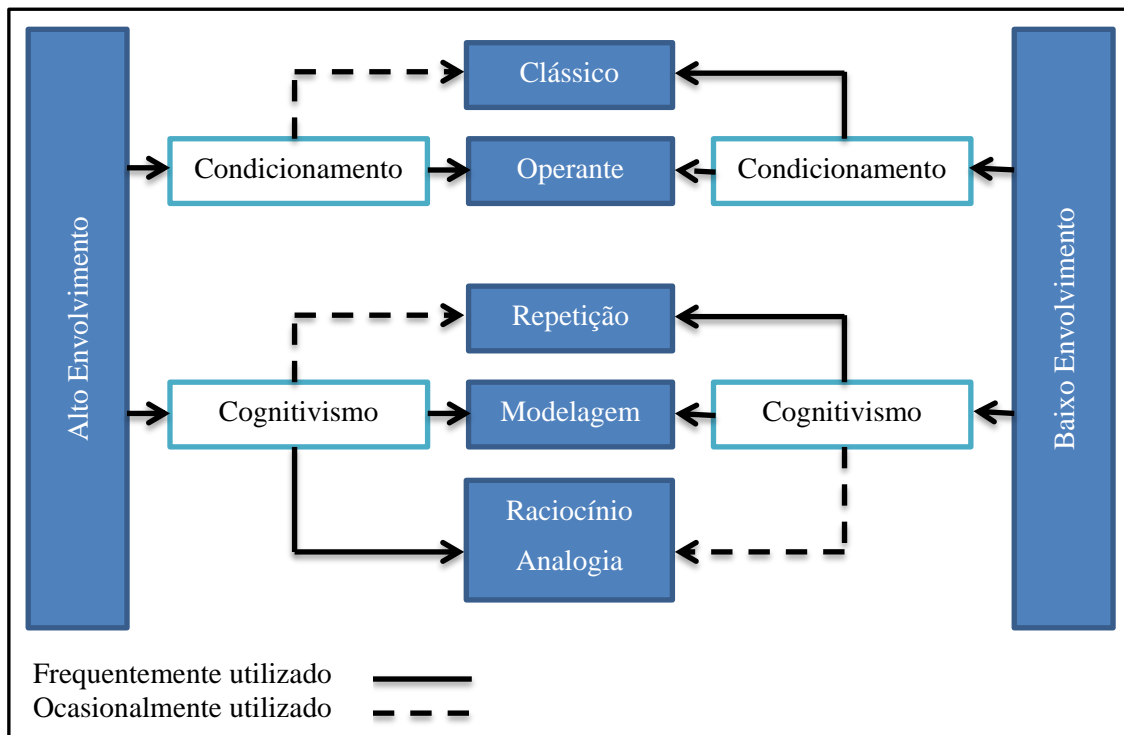 Alto Envolvimento
Clássico
Condicionamento
Operante
Condicionamento
Repetição
Cognitivismo
Modelagem
Cognitivismo
Raciocínio
Analogia
Baixo Envolvimento
Frequentemente utilizado
Ocasionalmente utilizado